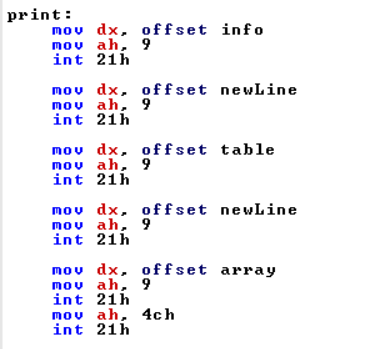 print:
mov dx, offset info
mov ah, 9
int 21h
mov dx, offset newLine
mov ah, 9
int 21h
mov dx, offset table
mov ah, 9
int 21h
mov dx, offset newLine
mov ah, 9
int 21h
mov dx, offset array
mov ah, 9
int 21h
mov ah, 4ch
int 21h